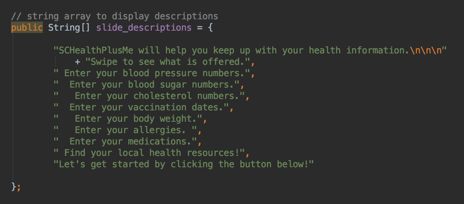 // string array to display descriptions
public String[] slide_descriptions = {
"SCHealthPlusMe will help you keep up with your health information.\n\n\n"
+ "Swipe to see what is offered.",
" Enter your blood pressure numbers.",
"  Enter your blood sugar numbers.",
"   Enter your cholesterol numbers.",
"  Enter your vaccination dates.",
"   Enter your body weight.",
"   Enter your allergies. ",
"  Enter your medications.",
" Find your local health resources!",
"Let's get started by clicking the button below!"
};